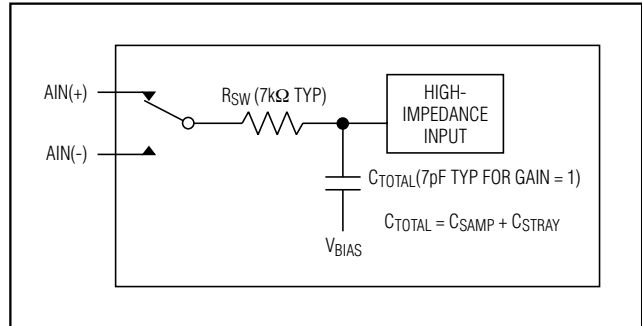 AIN(+)
AIN(-)
RSW (7kΩ TYP)
HIGH-
IMPEDANCE
INPUT
CTOTAL(7pF TYP FOR GAIN = 1)
CTOTAL = CSAMP + CSTRAY
VBIAS